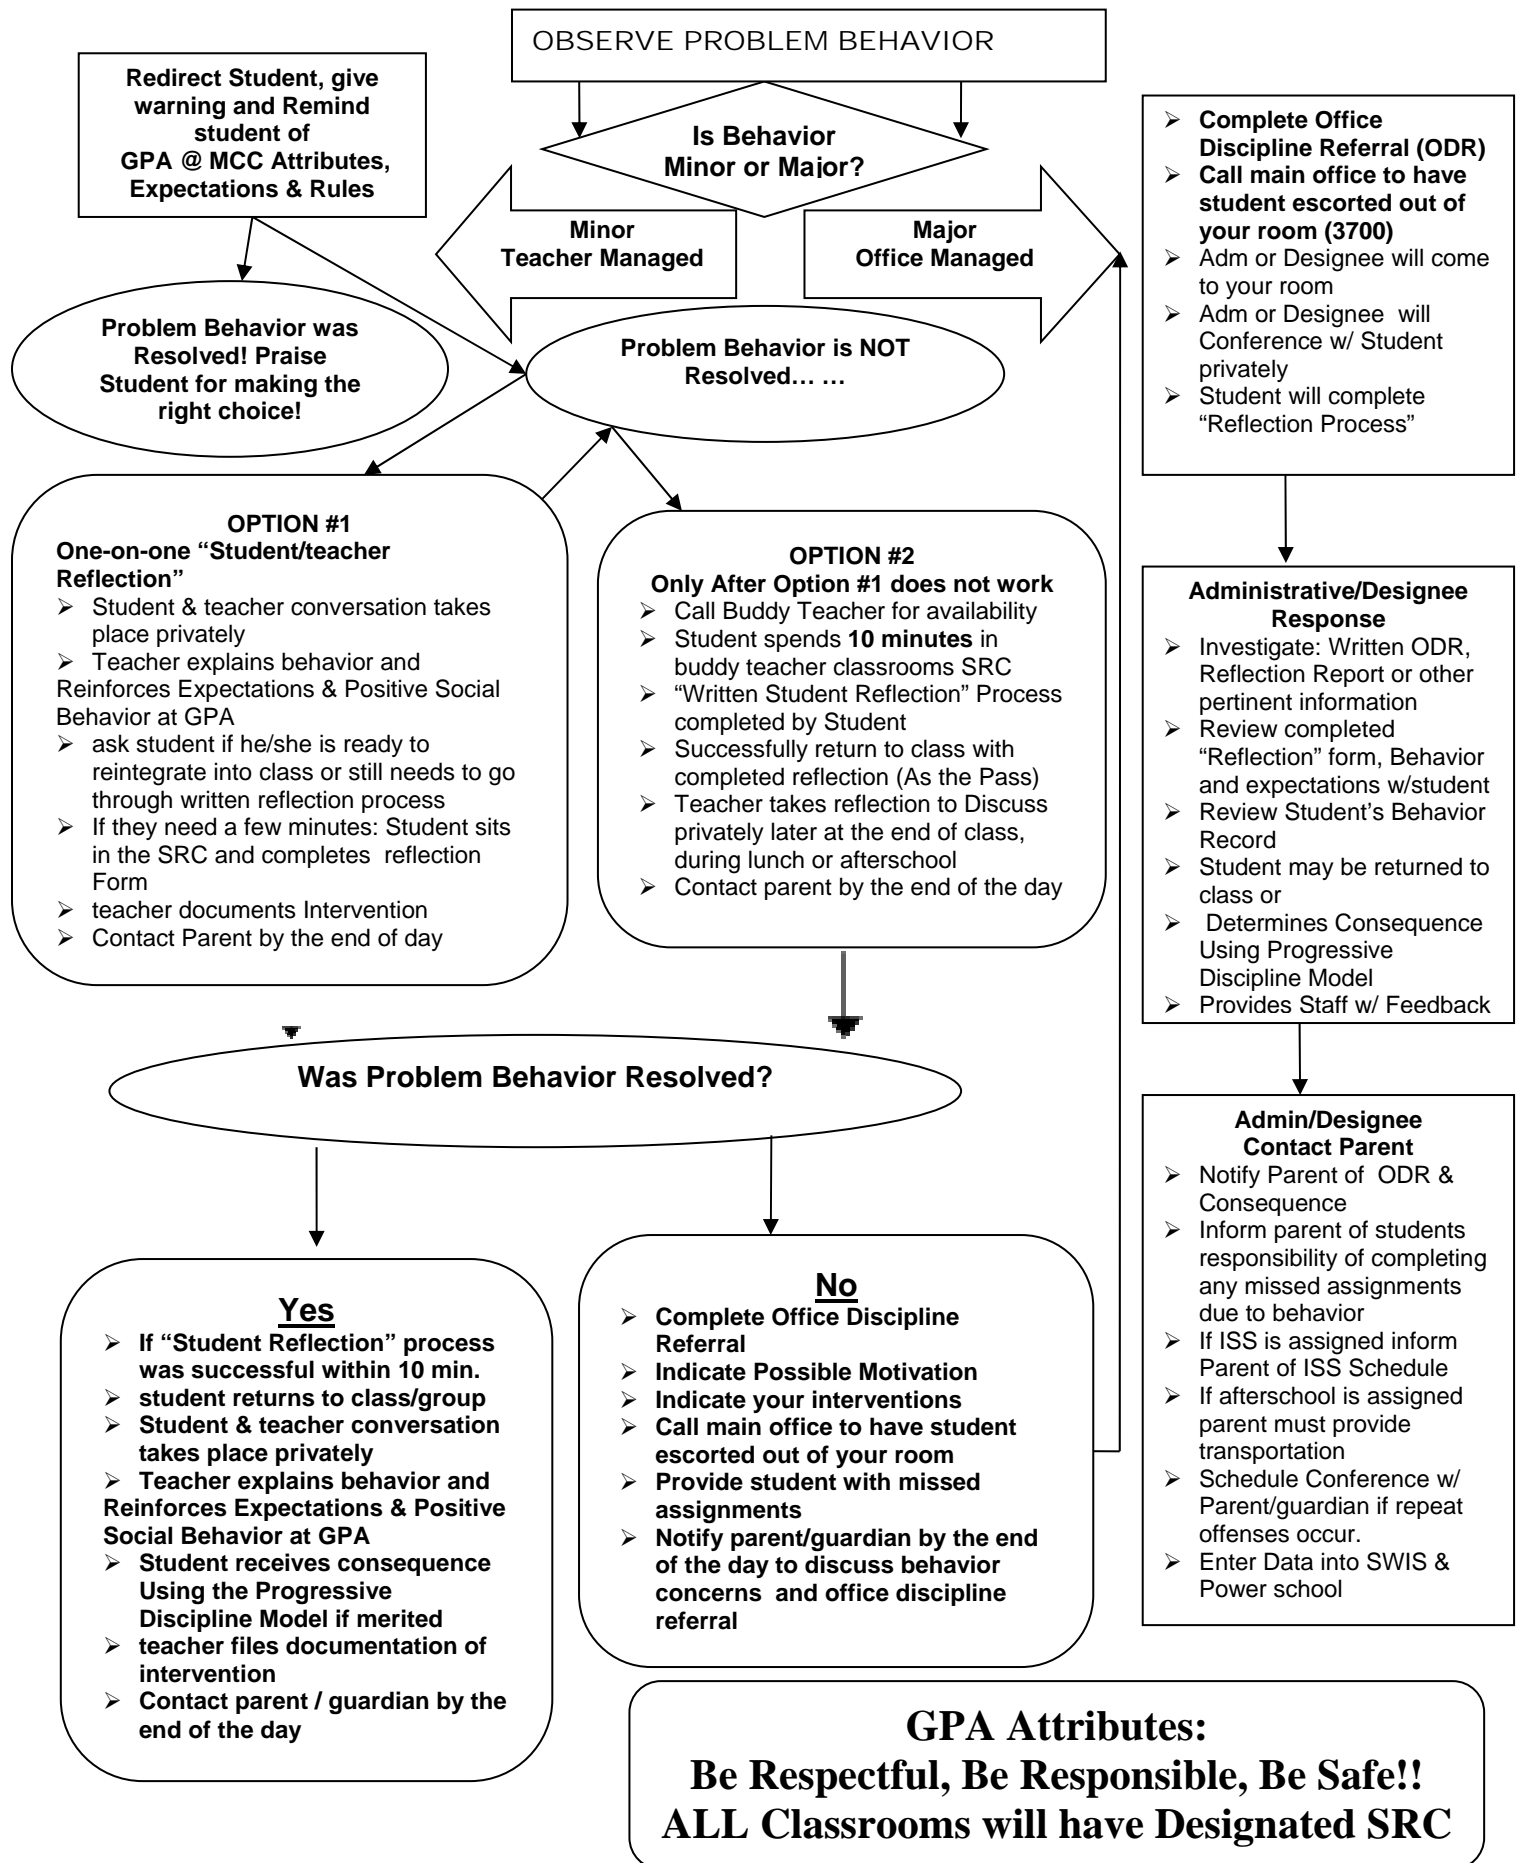 OBSERVE PROBLEM BEHAVIOR
Redirect Student, give
warning and Remind
student of
GPA @ MCC Attributes,
Expectations & Rules
Is Behavior
Minor or Major?
Minor
Teacher Managed
Major
Office Managed
➢ Complete Office
Discipline Referral (ODR)
➢ Call main office to have
student escorted out of
your room (3700)
➢ Adm or Designee will come
to your room
➢ Adm or Designee will
Conference w/ Student
privately
➢ Student will complete
“Reflection Process”
Problem Behavior was
Resolved! Praise
Student for making the
right choice!
Problem Behavior is NOT
Resolved… …
OPTION #1
One-on-one “Student/teacher
Reflection”
➢ Student & teacher conversation takes
place privately
➢ Teacher explains behavior and
Reinforces Expectations & Positive Social
Behavior at GPA
➢ ask student if he/she is ready to
reintegrate into class or still needs to go
through written reflection process
➢ If they need a few minutes: Student sits
in the SRC and completes reflection
Form
➢ teacher documents Intervention
➢ Contact Parent by the end of day
OPTION #2
Only After Option #1 does not work
➢ Call Buddy Teacher for availability
➢ Student spends 10 minutes in
buddy teacher classrooms SRC
➢ “Written Student Reflection” Process
completed by Student
➢ Successfully return to class with
completed reflection (As the Pass)
➢ Teacher takes reflection to Discuss
privately later at the end of class,
during lunch or afterschool
➢ Contact parent by the end of the day
Administrative/Designee
Response
➢ Investigate: Written ODR,
Reflection Report or other
pertinent information
➢ Review completed
“Reflection” form, Behavior
and expectations w/student
➢ Review Student’s Behavior
Record
➢ Student may be returned to
class or
➢ Determines Consequence
Using Progressive
Discipline Model
➢ Provides Staff w/ Feedback
Was Problem Behavior Resolved?
Admin/Designee
Contact Parent
➢ Notify Parent of ODR &
Consequence
➢ Inform parent of students
responsibility of completing
any missed assignments
due to behavior
➢ If ISS is assigned inform
Parent of ISS Schedule
➢ If afterschool is assigned
parent must provide
transportation
➢ Schedule Conference w/
Parent/guardian if repeat
offenses occur.
➢ Enter Data into SWIS &
Power school
Yes
➢ If “Student Reflection” process
was successful within 10 min.
➢ student returns to class/group
➢ Student & teacher conversation
takes place privately
➢ Teacher explains behavior and
Reinforces Expectations & Positive
Social Behavior at GPA
➢ Student receives consequence
Using the Progressive
Discipline Model if merited
➢ teacher files documentation of
intervention
➢ Contact parent / guardian by the
end of the day
No
➢ Complete Office Discipline
Referral
➢ Indicate Possible Motivation
➢ Indicate your interventions
➢ Call main office to have student
escorted out of your room
➢ Provide student with missed
assignments
➢ Notify parent/guardian by the end
of the day to discuss behavior
concerns and office discipline
referral
GPA Attributes:
Be Respectful, Be Responsible, Be Safe!!
ALL Classrooms will have Designated SRC